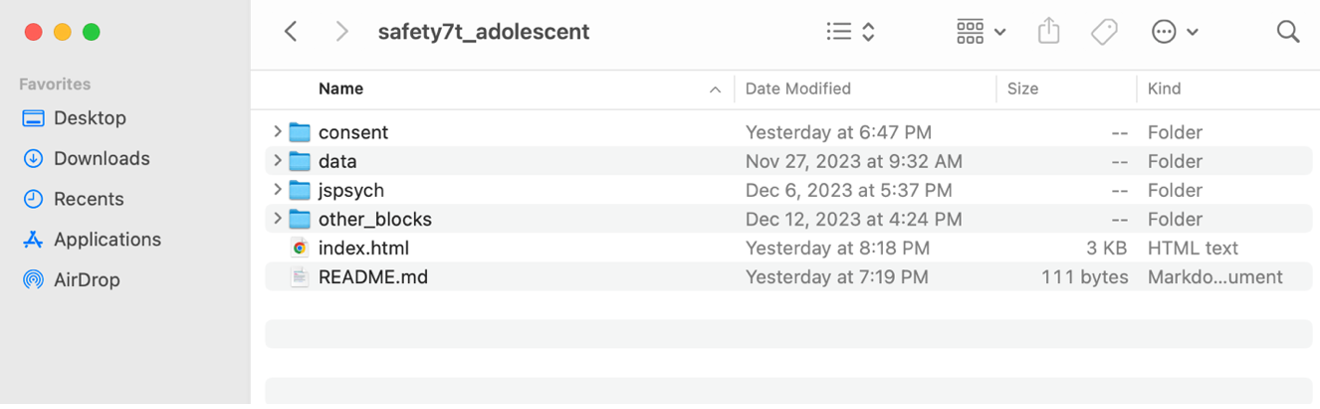 safety7t_adolescent
Favorites
Desktop
Downloads
Recents
Applications
AirDrop
Name Date Modified Size Kind
consent Yesterday at 6:47 PM -- Folder
data Nov 27, 2023 at 9:32 AM -- Folder
jspsych Dec 6, 2023 at 5:37 PM -- Folder
other_blocks Dec 12, 2023 at 4:24 PM -- Folder
index.html Yesterday at 8:18 PM 3 KB HTML text
README.md Yesterday at 7:19 PM 111 bytes Markdo...ument